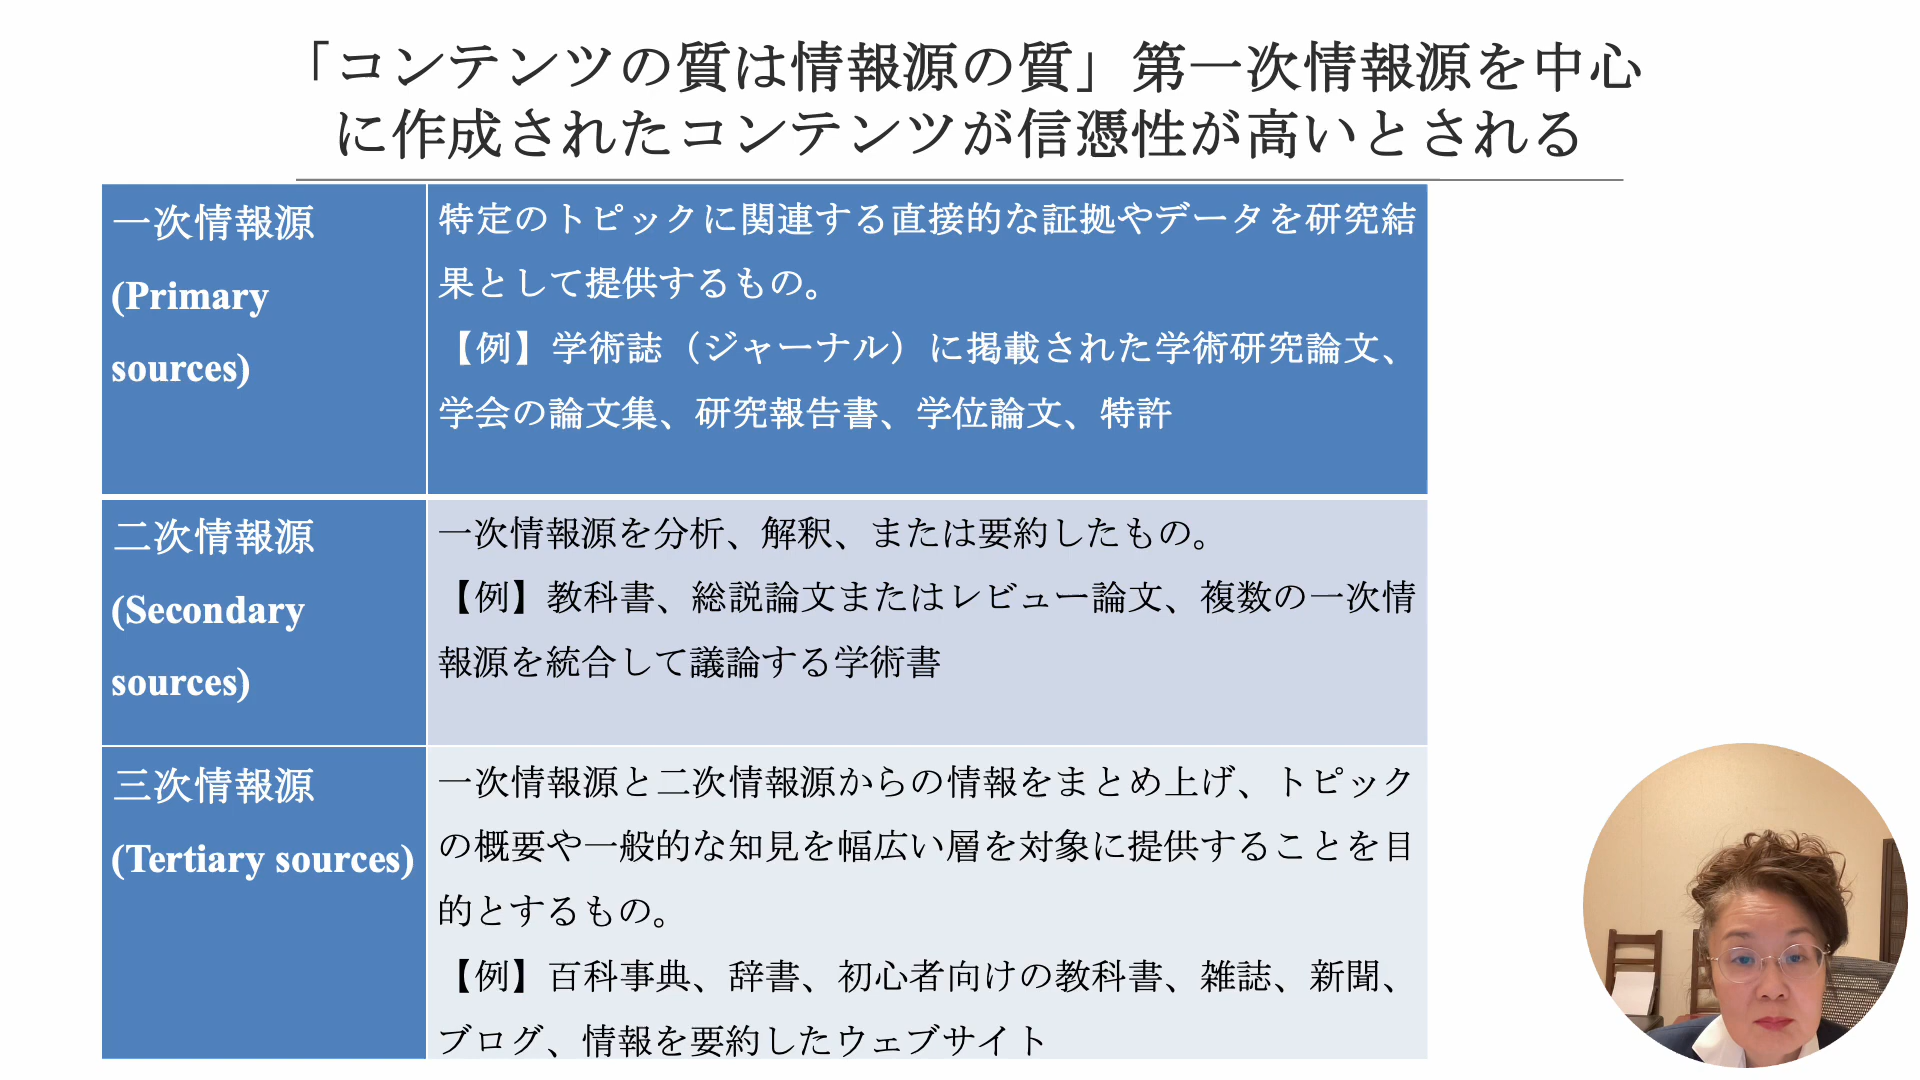 「コンテンツの質は情報源の質」第一次情報源を中心
に作成されたコンテンツが信憑性が高いとされる
一次情報源
(Primary
sources)
特定のトピックに関連する直接的な証拠やデータを研究結
果として提供するもの。
【例】学術誌（ジャーナル）に掲載された学術研究論文、
学会の論文集、研究報告書、学位論文、特許
二次情報源
(Secondary
sources)
一次情報源を分析、解釈、または要約したもの。
【例】教科書、総説論文またはレビュー論文、複数の一次情
報源を統合して議論する学術書
三次情報源
(Tertiary sources)
一次情報源と二次情報源からの情報をまとめ上げ、トピック
の概要や一般的な知見を幅広い層を対象に提供することを目
的とするもの。
【例】百科事典、辞書、初心者向けの教科書、雑誌、新聞、
ブログ、情報を要約したウェブサイト